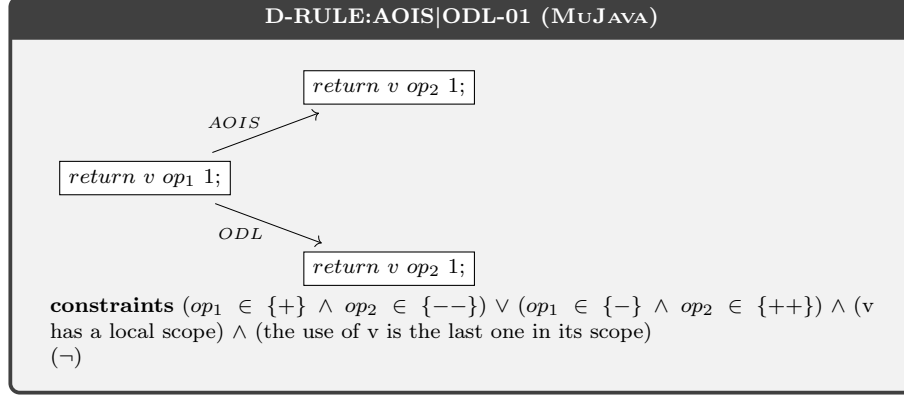 D-RULE:AOIS|ODL-01 (MUJAVA)
return v op₂ 1;
AOIS
return v op₁ 1;
ODL
return v op₂ 1;
constraints (op₁ ∈ {+} ∧ op₂ ∈ {−−}) ∨ (op₁ ∈ {−} ∧ op₂ ∈ {++}) ∧ (v
has a local scope) ∧ (the use of v is the last one in its scope)
(¬)